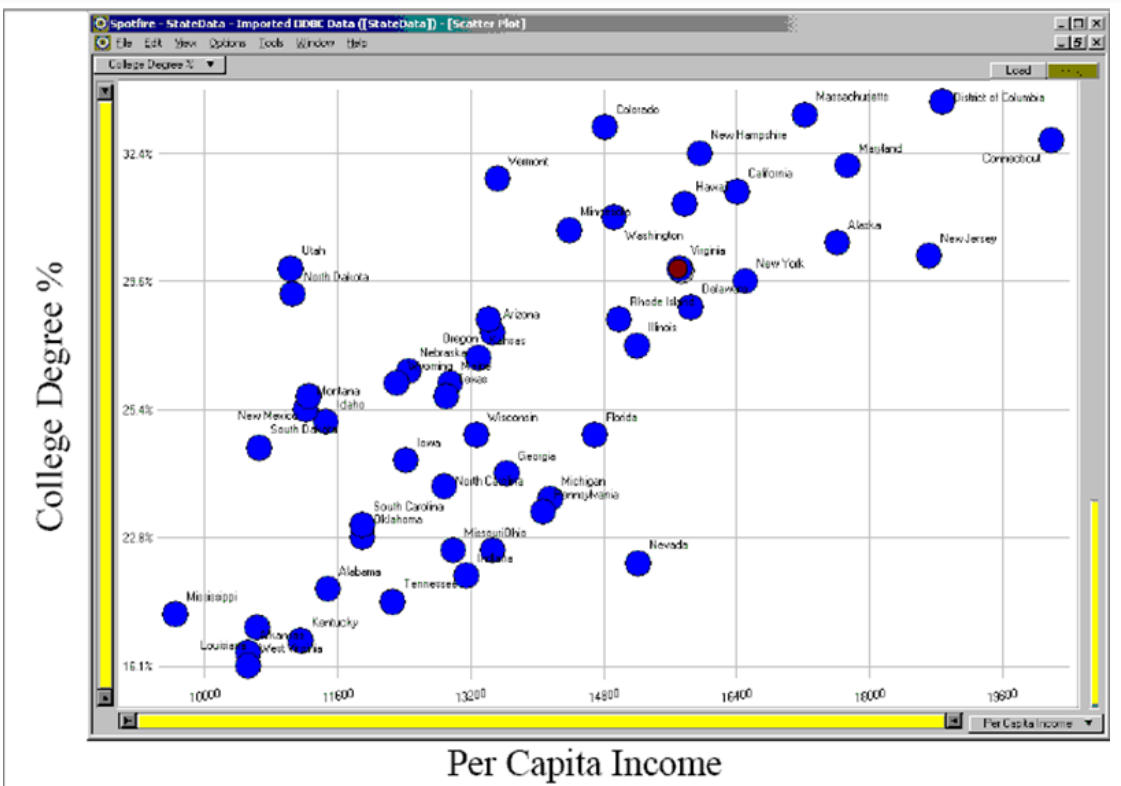 Spotfire - StateData - Imported ODBC Data ([StateData]) - [Scatter Plot]
File Edit View Options Tools Window Help
College Degree %
Load
Massachusetts
District of Columbia
Colorado
New Hampshire
32.4%
Maryland
Connecticut
Vermont
California
Hawaii
Minnesota
Washington
Alaska
New Jersey
Virginia
Utah
New York
North Dakota
Delaware
Rhode Island
Arizona
Illinois
Oregon
Kansas
Nebraska
Wyoming
Maine
Texas
Montana
Idaho
25.4%
New Mexico
South Dakota
Wisconsin
Florida
Iowa
Georgia
North Carolina
Michigan
Pennsylvania
South Carolina
Oklahoma
22.8%
Missouri
Ohio
Nevada
Indiana
Alabama
Tennessee
Mississippi
Kentucky
Arkansas
Louisiana
West Virginia
10000 11600 13200 14800 16400 18000 19600
Per Capita Income
College Degree %
Per Capita Income